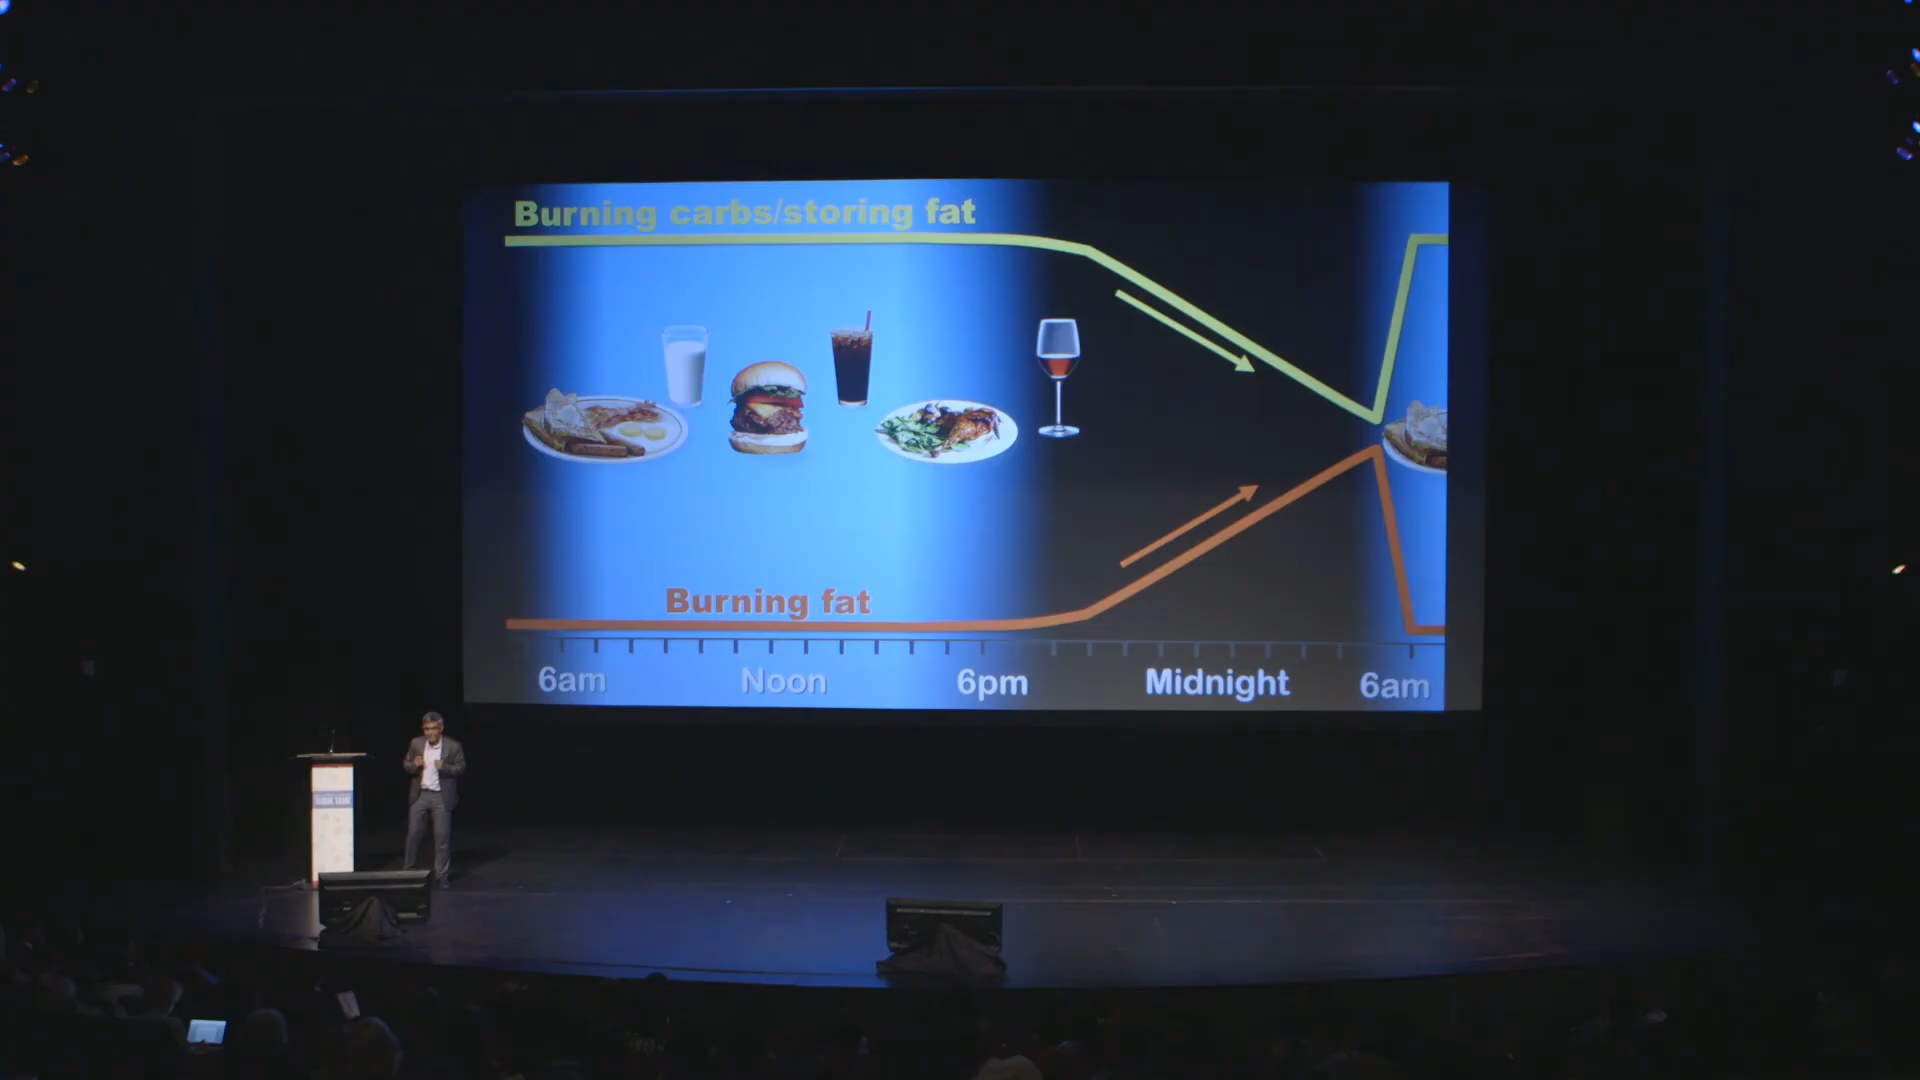 Burning carbs/storing fat
Burning fat
6am Noon 6pm Midnight 6am